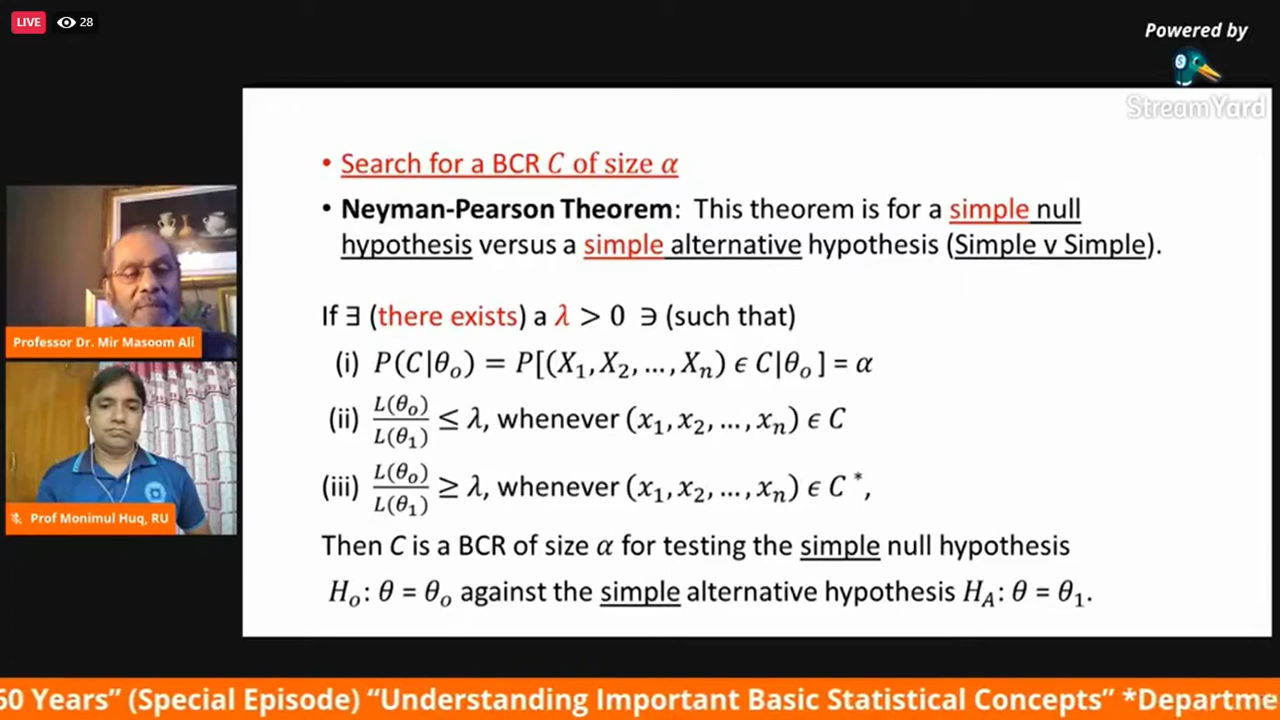 LIVE 28
Powered by
StreamYard
• Search for a BCR C of size α
• Neyman-Pearson Theorem: This theorem is for a simple null
hypothesis versus a simple alternative hypothesis (Simple v Simple).
If ∃ (there exists) a λ > 0 ∋ (such that)
(i) P(C|θₒ) = P[(X₁, X₂, …, Xₙ) ϵ C|θₒ] = α
(ii) L(θₒ)/L(θ₁) ≤ λ, whenever (x₁, x₂, …, xₙ) ϵ C
(iii) L(θₒ)/L(θ₁) ≥ λ, whenever (x₁, x₂, …, xₙ) ϵ C *,
Then C is a BCR of size α for testing the simple null hypothesis
Hₒ: θ = θₒ against the simple alternative hypothesis H_A: θ = θ₁.
Professor Dr. Mir Masoom Ali
Prof Monimul Huq, RU
60 Years” (Special Episode) “Understanding Important Basic Statistical Concepts” *Departme